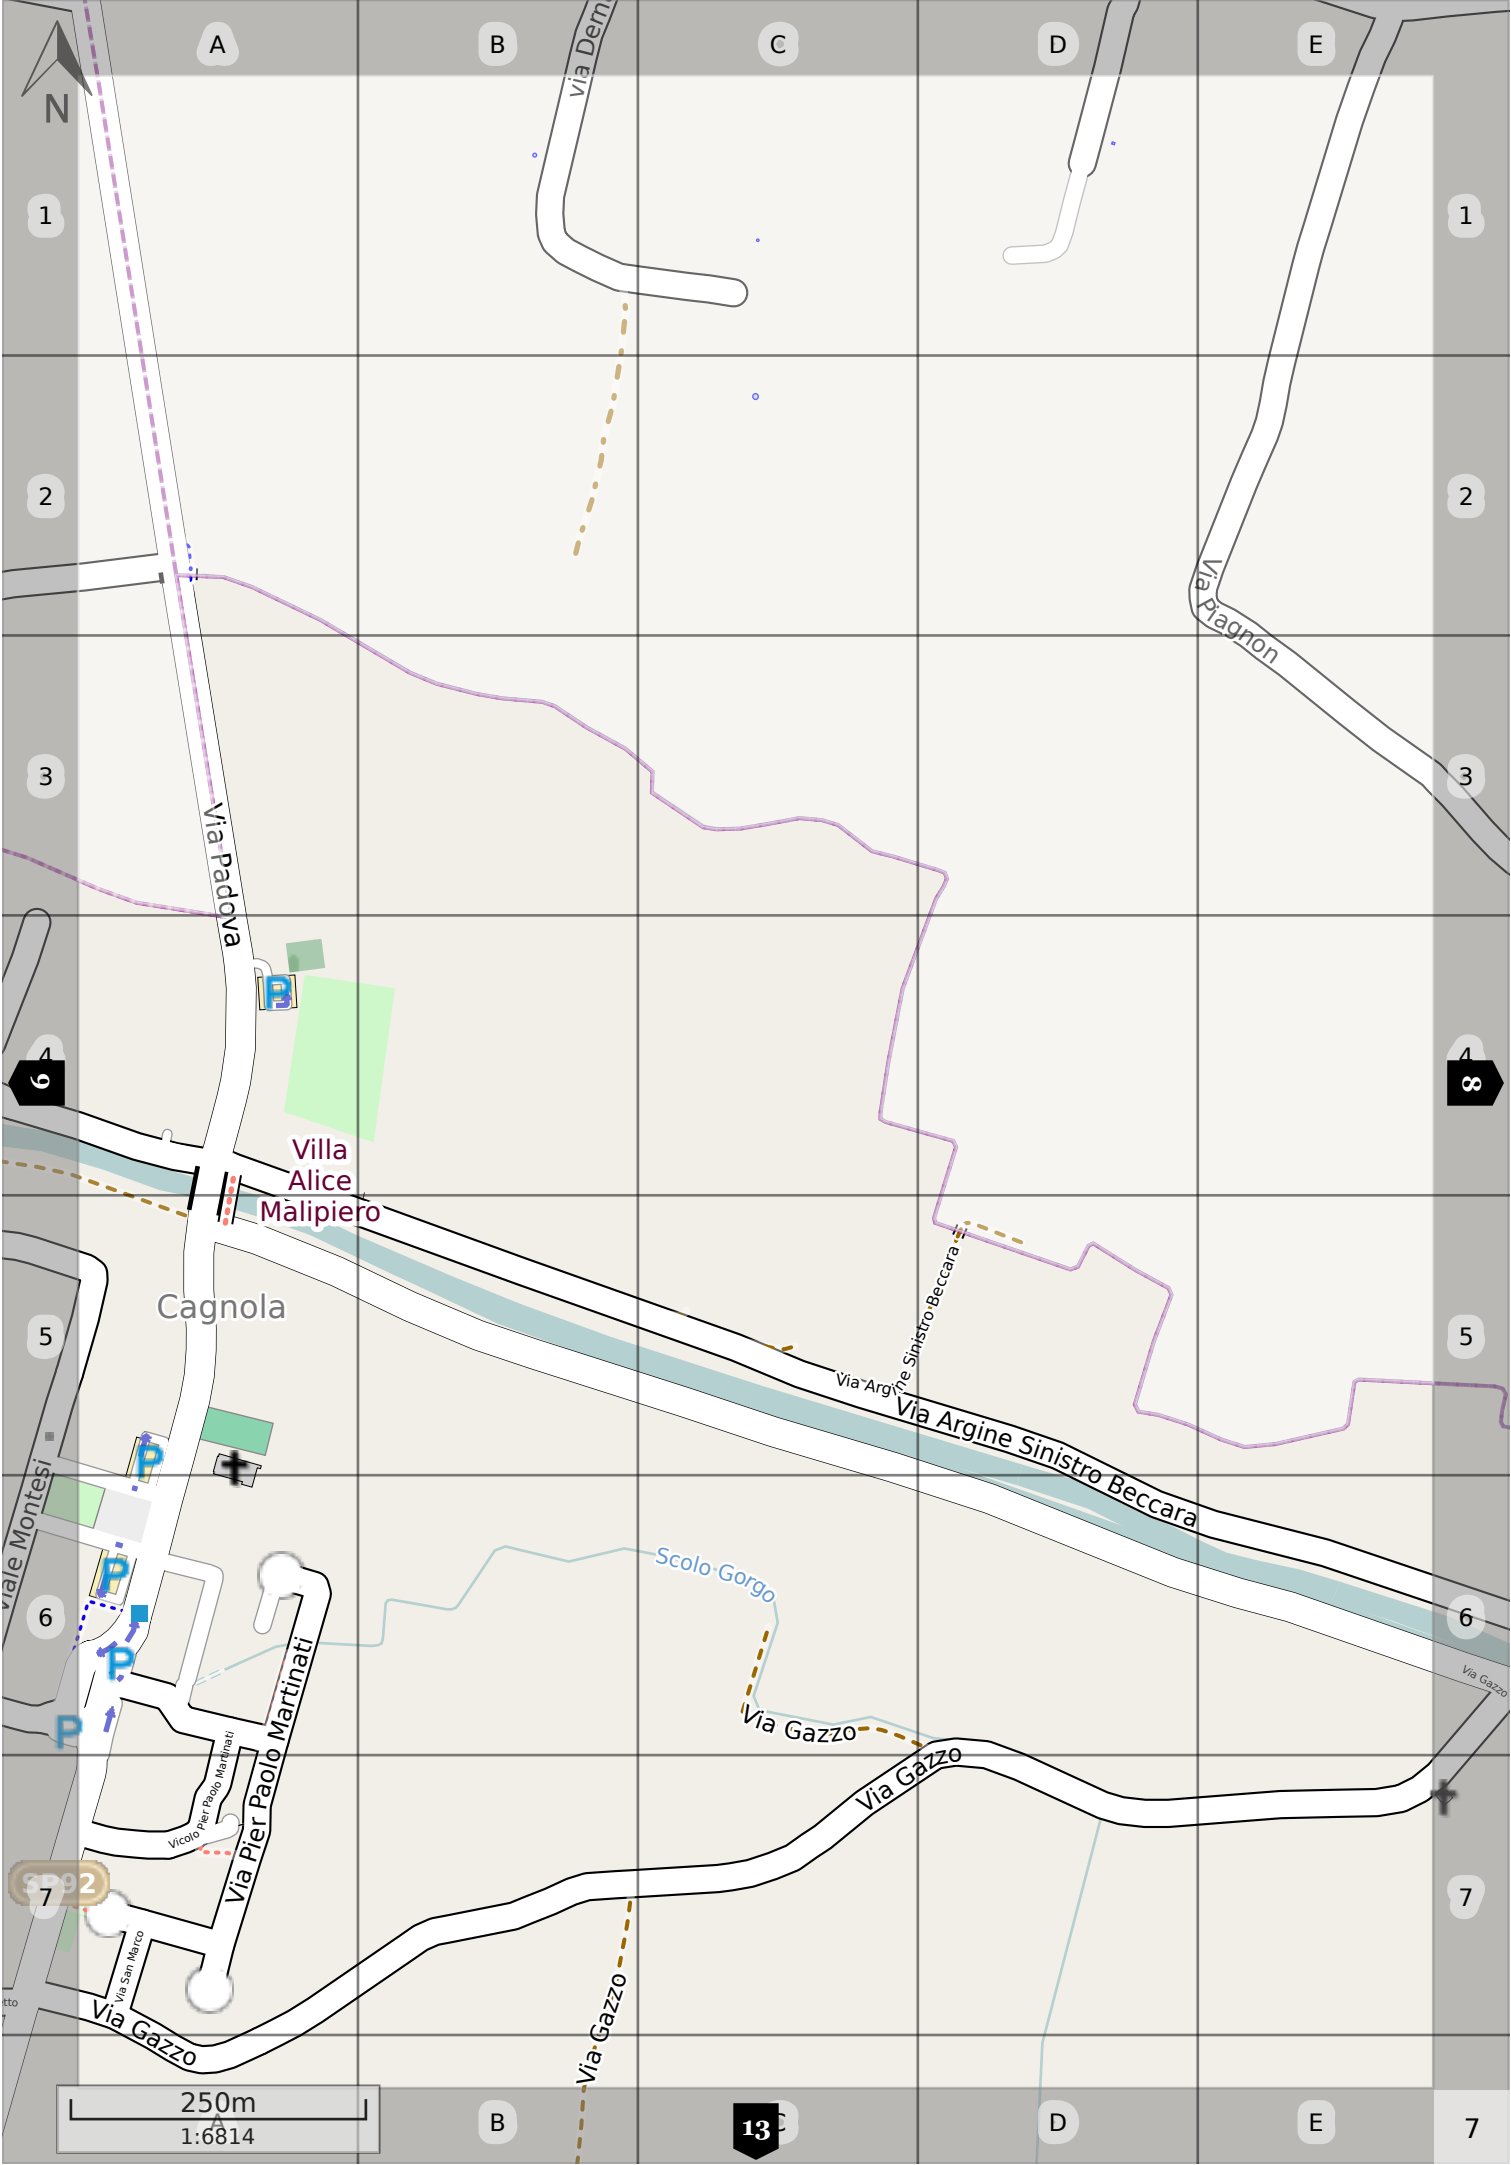 A
B
C
D
E
N
via Dem
1
1
2
2
Via
Piagnon
3
3
Via Padova
P
4
4
6
8
Villa
Alice
Malipiero
Cagnola
5
5
Via Argine Sinistro Beccara
Via Argine Sinistro Beccara
P
Viale Montesi
Scolo Gorgo
P
6
6
P
Via Gazzo
P
Via Gazzo
Via Gazzo
Via Pier Paolo Martinati
Vicolo Pier Paolo Martinati
SP92
7
7
Via San Marco
etto
Via Gazzo
Via Gazzo
250m
1:6814
A
B
13
C
D
E
7